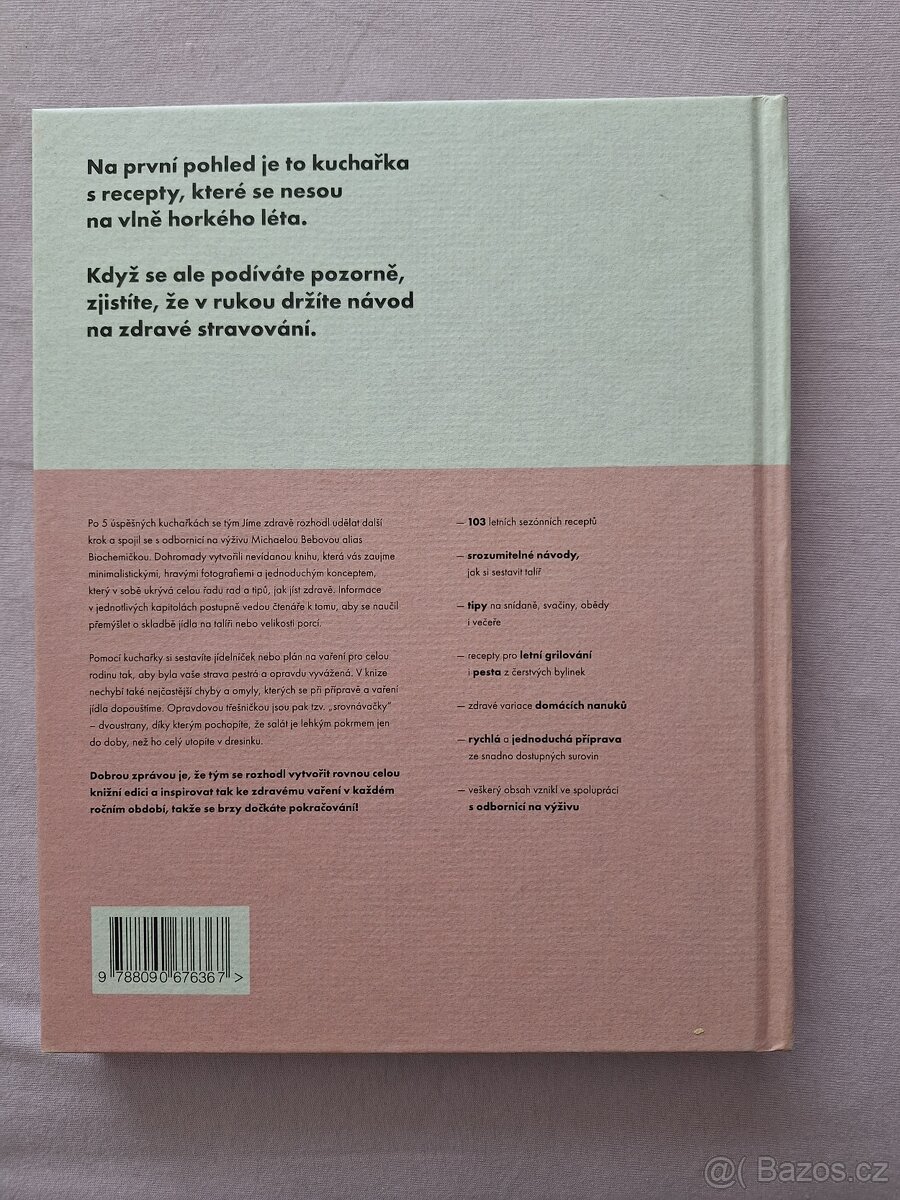 Na první pohled je to kuchařka
s recepty, které se nesou
na vlně horkého léta.
Když se ale podíváte pozorně,
zjistíte, že v rukou držíte návod
na zdravé stravování.
Po 5 úspěšných kuchařkách se tým Jíme zdravě rozhodl udělat další
krok a spojil se s odbornicí na výživu Michaelou Bebovou alias
Biochemičkou. Dohromady vytvořili nevídanou knihu, která vás zaujme
minimalistickými, hravými fotografiemi a jednoduchým konceptem,
který v sobě ukrývá celou řadu rad a tipů, jak jíst zdravě. Informace
v jednotlivých kapitolách postupně vedou čtenáře k tomu, aby se naučil
přemýšlet o skladbě jídla na talíři nebo velikosti porcí.
Pomocí kuchařky si sestavíte jídelníček nebo plán na vaření pro celou
rodinu tak, aby byla vaše strava pestrá a opravdu vyvážená. V knize
nechybí také nejčastější chyby a omyly, kterých se při přípravě a vaření
jídla dopouštíme. Opravdovou třešničkou jsou pak tzv. „srovnávačky“
– dvoustrany, díky kterým pochopíte, že salát je lehkým pokrmem jen
do doby, než ho celý utopíte v dresinku.
Dobrou zprávou je, že tým se rozhodl vytvořit rovnou celou
knižní edici a inspirovat tak ke zdravému vaření v každém
ročním období, takže se brzy dočkáte pokračování!
— 103 letních sezónních receptů
— srozumitelné návody,
jak si sestavit talíř
— tipy na snídaně, svačiny, obědy
i večeře
— recepty pro letní grilování
i pesta z čerstvých bylinek
— zdravé variace domácích nanuků
— rychlá a jednoduchá příprava
ze snadno dostupných surovin
— veškerý obsah vznikl ve spolupráci
s odbornicí na výživu
9 788090 676367 >
@( Bazos.cz